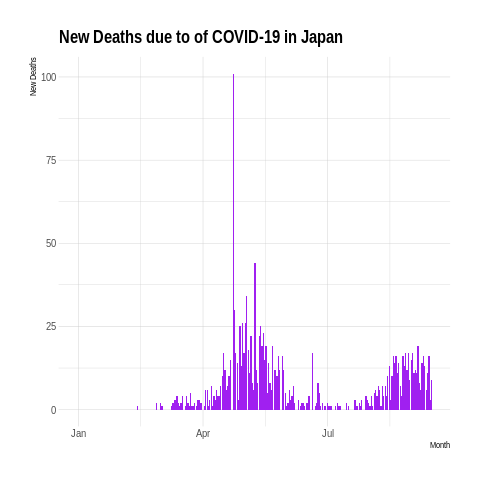 New Deaths due to of COVID-19 in Japan
New Deaths
100
75
50
25
0
Jan
Apr
Jul
Month